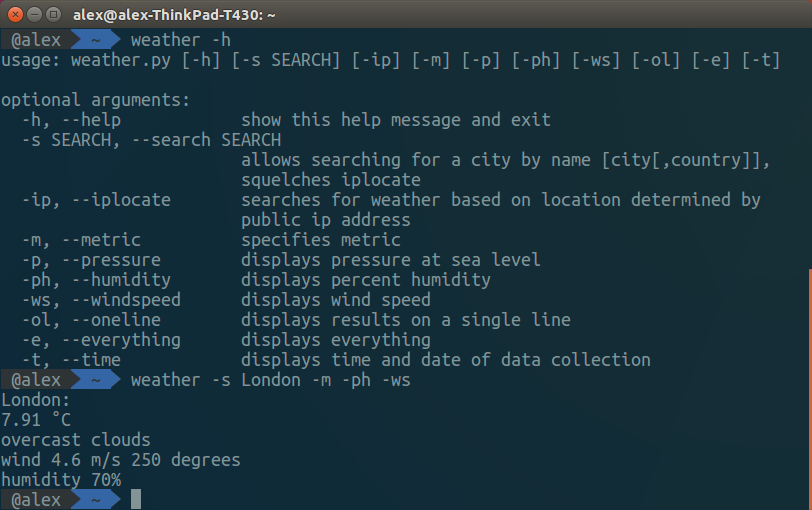 alex@alex-ThinkPad-T430: ~
@alex ~ weather -h
usage: weather.py [-h] [-s SEARCH] [-ip] [-m] [-p] [-ph] [-ws] [-ol] [-e] [-t]
optional arguments:
-h, --help show this help message and exit
-s SEARCH, --search SEARCH
allows searching for a city by name [city[,country]],
squelches iplocate
-ip, --iplocate searches for weather based on location determined by
public ip address
-m, --metric specifies metric
-p, --pressure displays pressure at sea level
-ph, --humidity displays percent humidity
-ws, --windspeed displays wind speed
-ol, --oneline displays results on a single line
-e, --everything displays everything
-t, --time displays time and date of data collection
@alex ~ weather -s London -m -ph -ws
London:
7.91 °C
overcast clouds
wind 4.6 m/s 250 degrees
humidity 70%
@alex ~